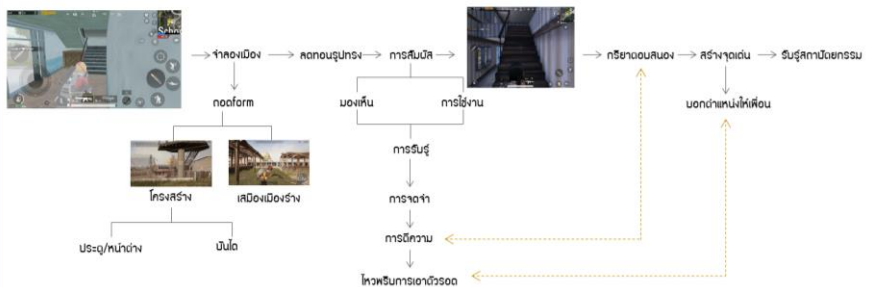 จำลองเมือง
ลดทอนรูปทรง
การสัมผัส
กริยาตอบสนอง
สร้างจุดเด่น
รับรู้สถาปัตยกรรม
ถอดform
มองเห็น
การใช้งาน
บอกตำแหน่งให้เพื่อน
การรับรู้
โครงสร้าง
เสมือนเมืองร้าง
การจดจำ
ประตู/หน้าต่าง
บันได
การตีความ
ไหวพริบการเอาตัวรอด